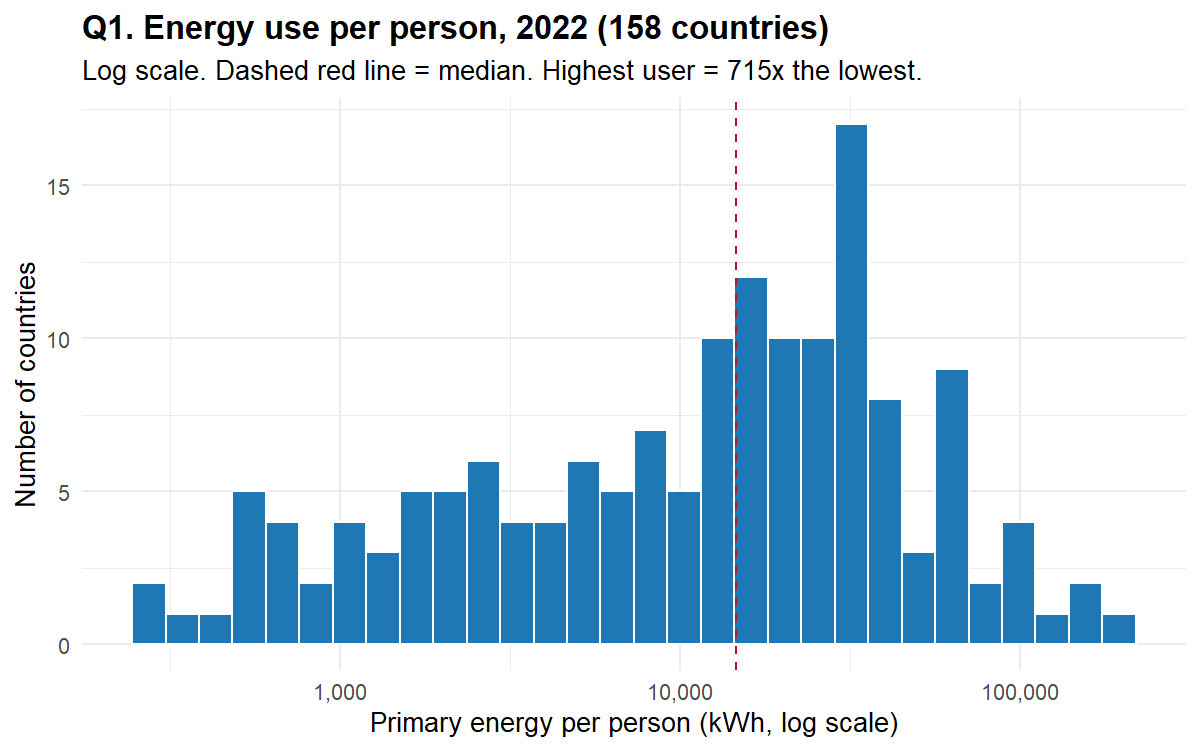 Q1. Energy use per person, 2022 (158 countries)
Log scale. Dashed red line = median. Highest user = 715x the lowest.
Number of countries
15
10
5
0
1,000
10,000
100,000
Primary energy per person (kWh, log scale)